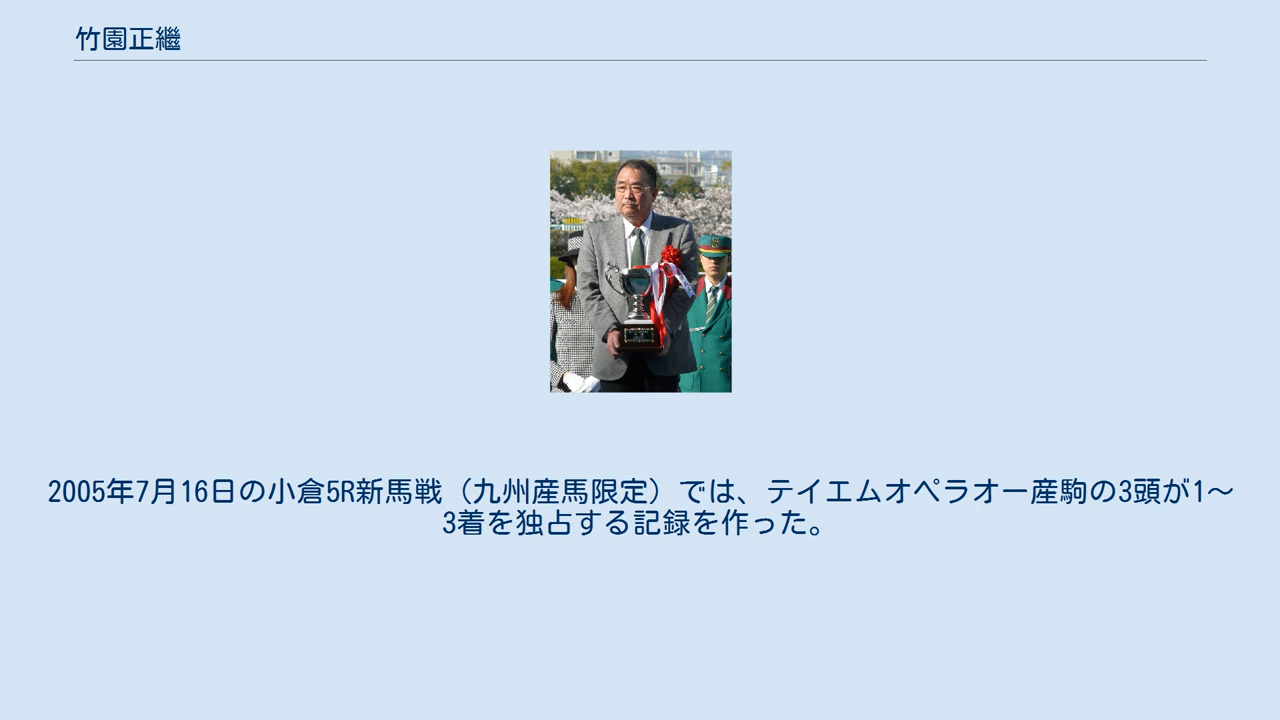 竹園正繼
2005年7月16日の小倉5R新馬戦（九州産馬限定）では、テイエムオペラオー産駒の3頭が1～
3着を独占する記録を作った。